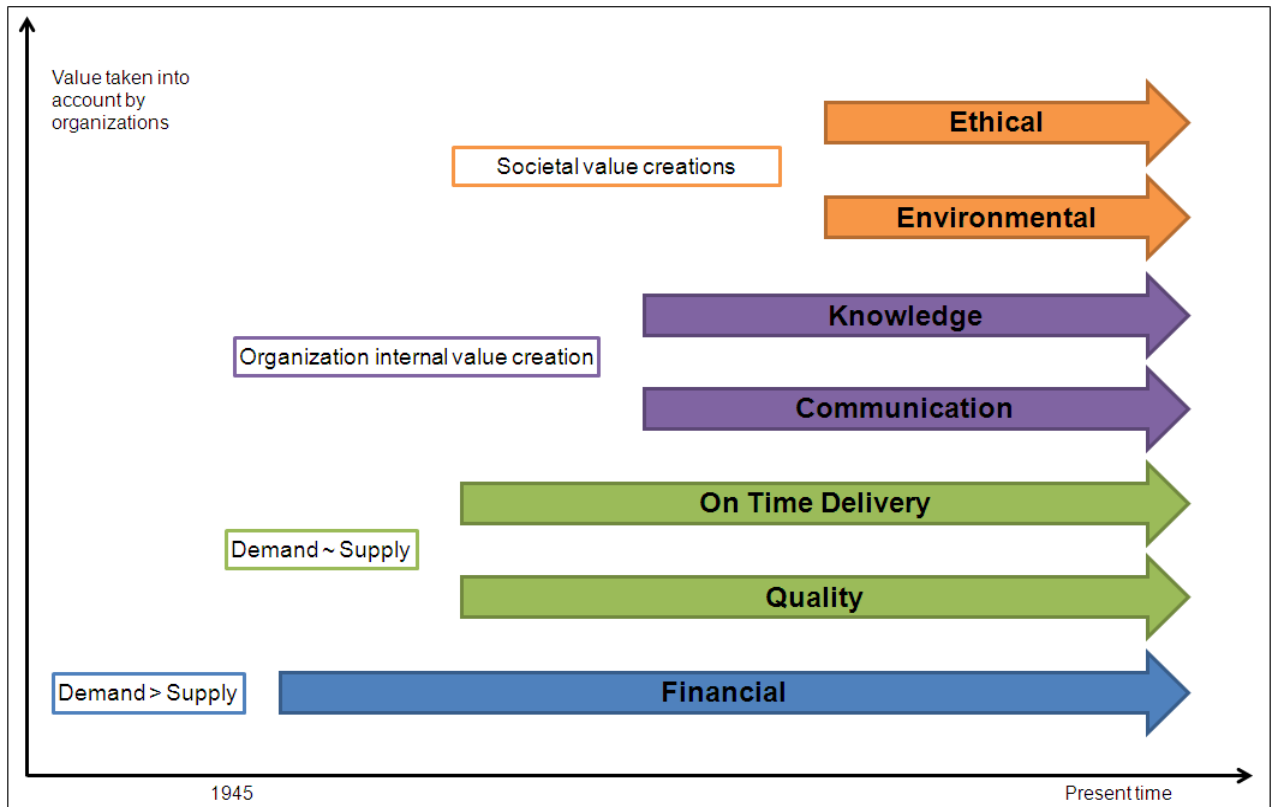 Value taken into
account by
organizations
Ethical
Societal value creations
Environmental
Knowledge
Organization internal value creation
Communication
On Time Delivery
Demand ~ Supply
Quality
Demand > Supply
Financial
1945
Present time